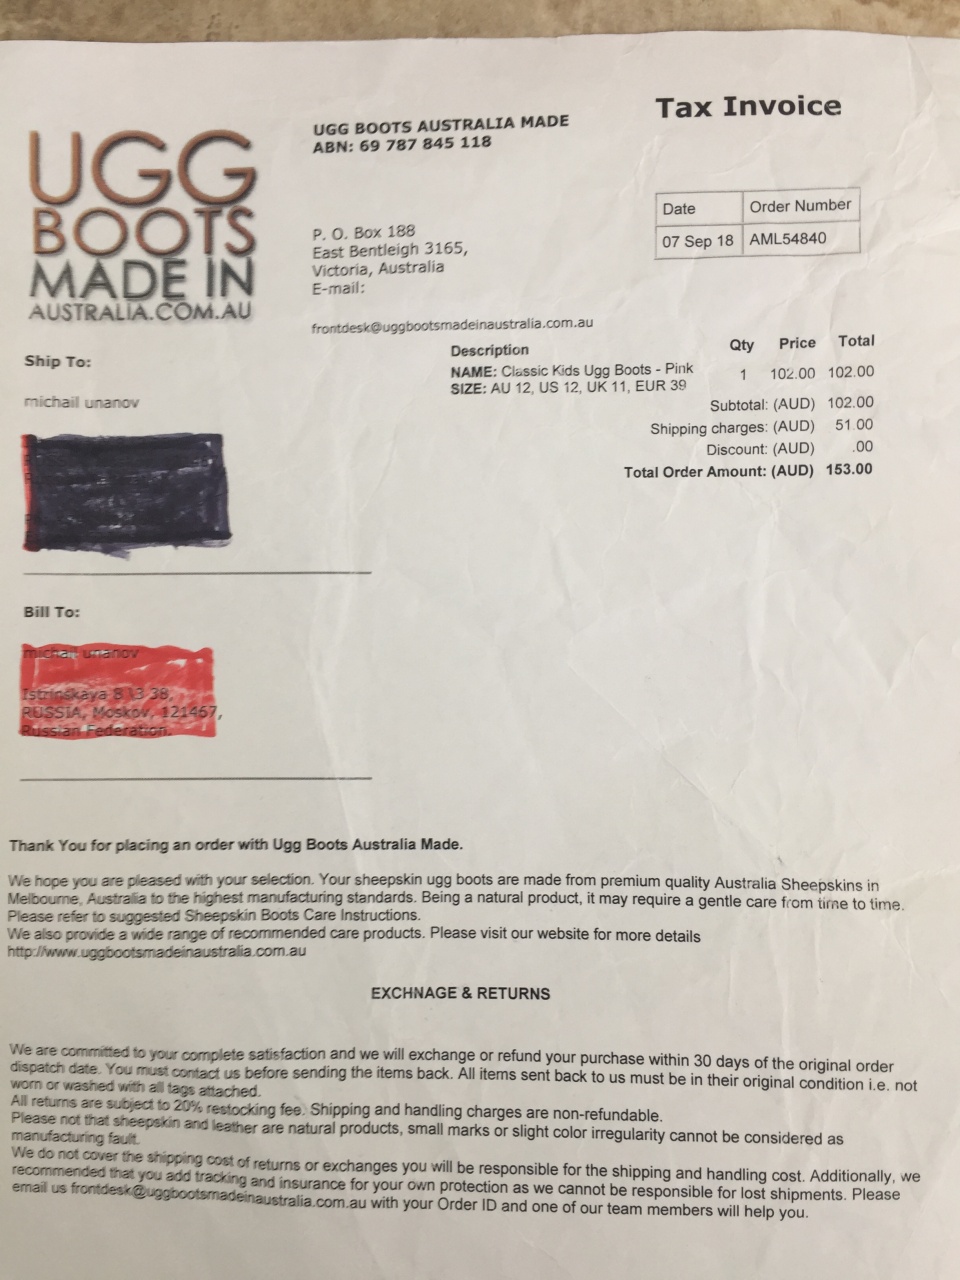 Tax Invoice
UGG
BOOTS
MADE IN
AUSTRALIA.COM.AU
UGG BOOTS AUSTRALIA MADE
ABN: 69 787 845 118
P. O. Box 188
East Bentleigh 3165,
Victoria, Australia
E-mail:
frontdesk@uggbootsmadeinaustralia.com.au
Date Order Number
07 Sep 18 AML54840
Ship To:
michail unanov
Description Qty Price Total
NAME: Classic Kids Ugg Boots - Pink 1 102.00 102.00
SIZE: AU 12, US 12, UK 11, EUR 39
Subtotal: (AUD) 102.00
Shipping charges: (AUD) 51.00
Discount: (AUD) .00
Total Order Amount: (AUD) 153.00
Bill To:
michail unanov
Istrinskaya 8 \3 38,
RUSSIA, Moskov, 121467,
Russian Federation.
Thank You for placing an order with Ugg Boots Australia Made.
We hope you are pleased with your selection. Your sheepskin ugg boots are made from premium quality Australia Sheepskins in
Melbourne, Australia to the highest manufacturing standards. Being a natural product, it may require a gentle care from time to time.
Please refer to suggested Sheepskin Boots Care Instructions.
We also provide a wide range of recommended care products. Please visit our website for more details
http://www.uggbootsmadeinaustralia.com.au
EXCHNAGE & RETURNS
We are committed to your complete satisfaction and we will exchange or refund your purchase within 30 days of the original order
dispatch date. You must contact us before sending the items back. All items sent back to us must be in their original condition i.e. not
worn or washed with all tags attached.
All returns are subject to 20% restocking fee. Shipping and handling charges are non-refundable.
Please not that sheepskin and leather are natural products, small marks or slight color irregularity cannot be considered as
manufacturing fault.
We do not cover the shipping cost of returns or exchanges you will be responsible for the shipping and handling cost. Additionally, we
recommended that you add tracking and insurance for your own protection as we cannot be responsible for lost shipments. Please
email us frontdesk@uggbootsmadeinaustralia.com.au with your Order ID and one of our team members will help you.